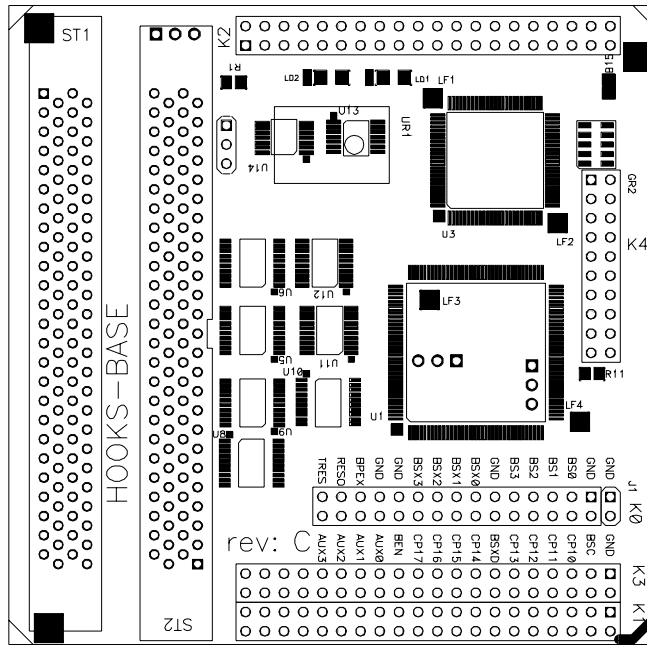 ST1
K2
R1
LD2
LD1
LF1
U13
UR1
U14
U3
LF2
GR2
K4
U6
U12
LF3
HOOKS-BASE
U5
U11
U10
R11
U1
LF4
U8
U9
TRES
RESO
BPEX
GND
GND
BSX3
BSX2
BSX1
BSX0
GND
BS3
BS2
BS1
BS0
GND
GND
J1
K0
rev: C
AUX3
AUX2
AUX1
AUX0
BEN
CP17
CP16
CP15
CP14
BSXD
CP13
CP12
CP11
CP10
BSC
GND
K3
K1
ST2